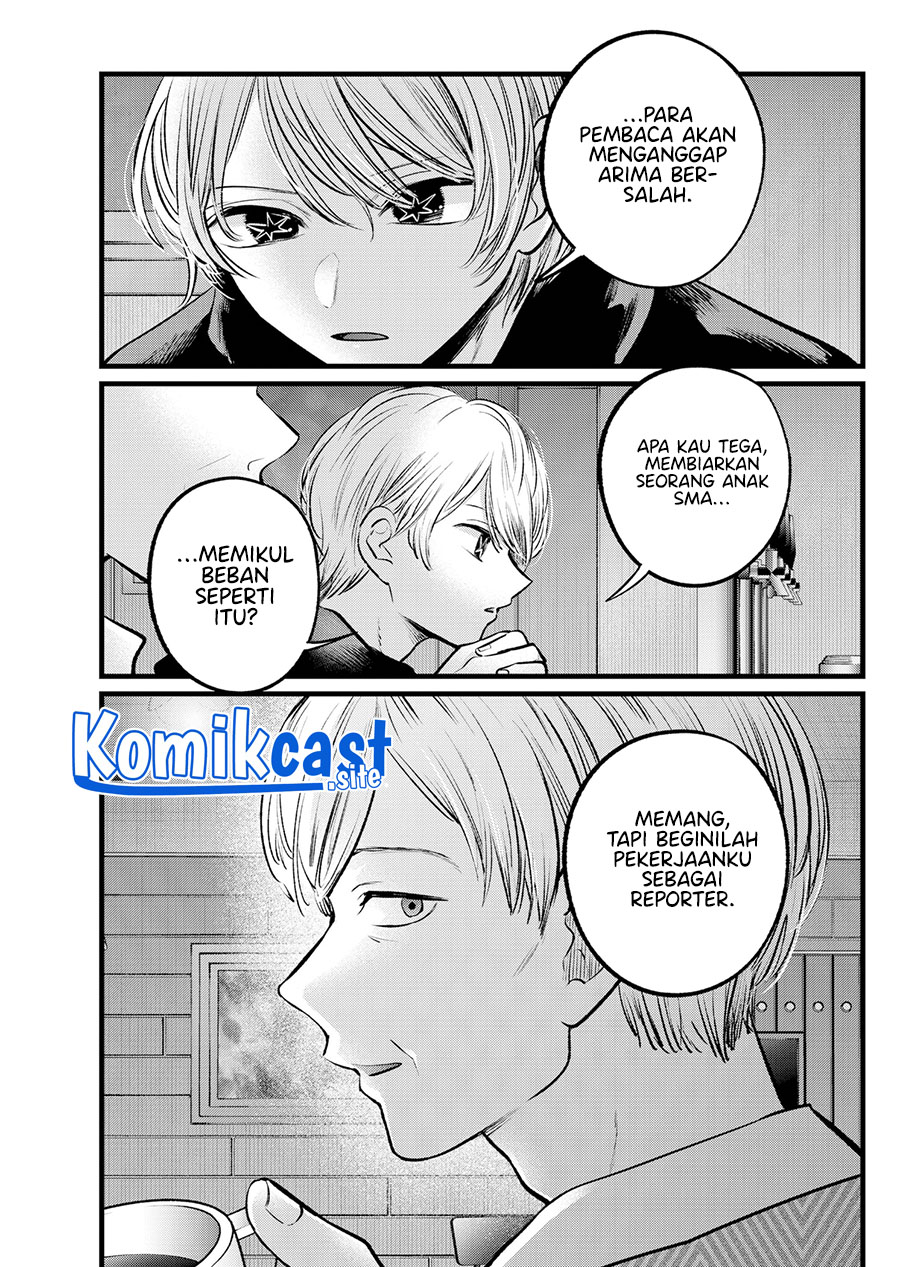 ...PARA
PEMBACA AKAN
MENGANGGAP
ARIMA BER-
SALAH.
APA KAU TEGA,
MEMBIARKAN
SEORANG ANAK
SMA...
...MEMIKUL
BEBAN
SEPERTI
ITU?
Komikcast
.site
MEMANG,
TAPI BEGINILAH
PEKERJAANKU
SEBAGAI
REPORTER.